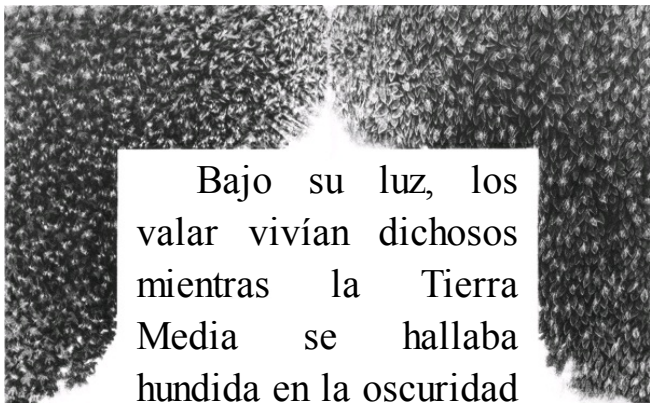 Bajo su luz, los
valar vivían dichosos
mientras la Tierra
Media se hallaba
hundida en la oscuridad